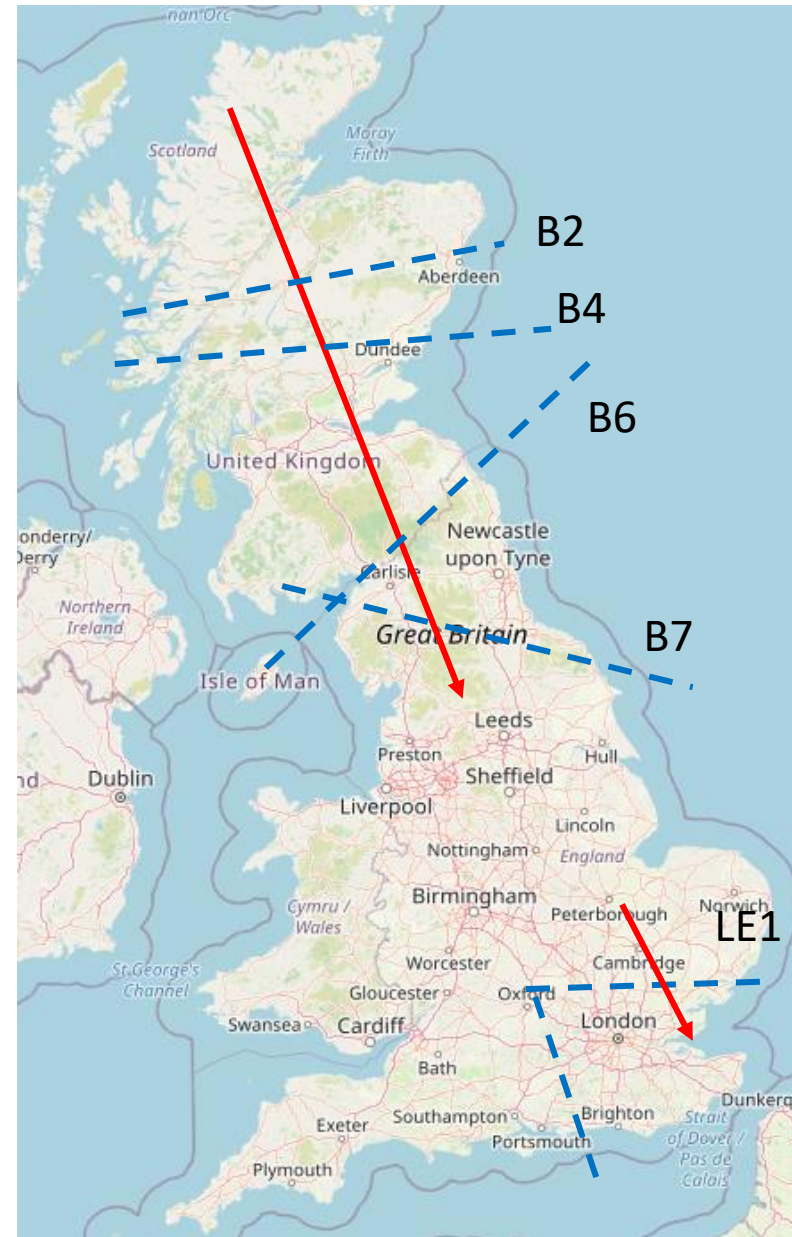 nan'Orc
Moray
Firth
Scotland
B2
Aberdeen
B4
Dundee
B6
United Kingdom
Newcastle
upon Tyne
onderry/
Derry
Carlisle
Northern
Ireland
Great Britain
B7
Isle of Man
Leeds
Preston
Hull
nd
Dublin
Sheffield
Liverpool
Lincoln
Nottingham
England
Birmingham
Cymru /
Wales
Peterborough
Norwich
LE1
St George's
Channel
Worcester
Cambridge
Gloucester
Oxford
Swansea
Cardiff
London
Bath
Dunkerq
Southampton
Brighton
Strait
of Dover /
Pas de
Calais
Exeter
Portsmouth
Plymouth